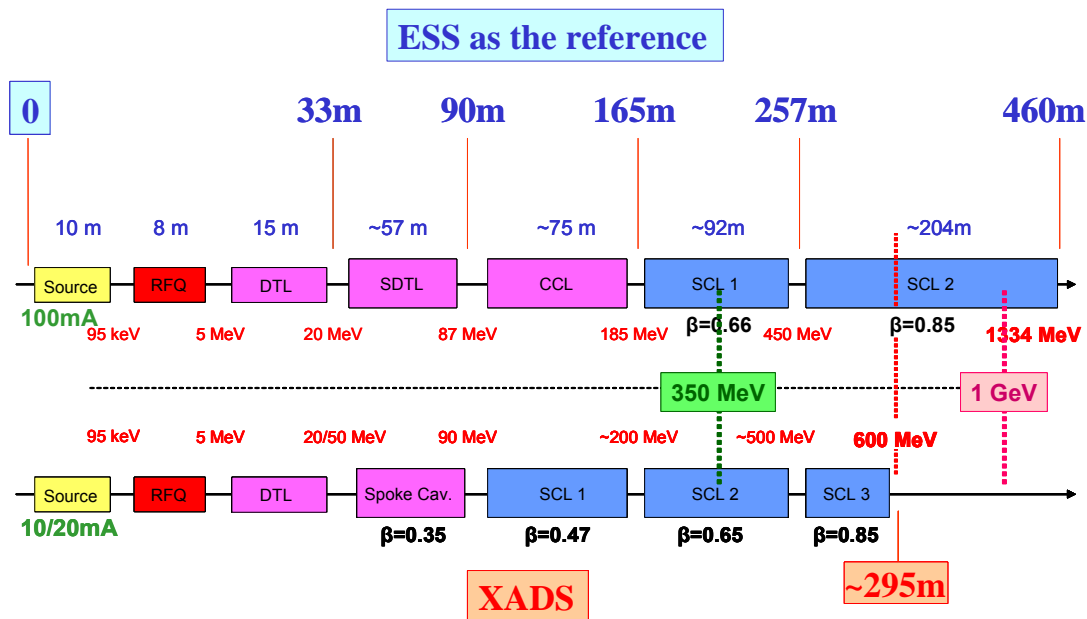 ESS as the reference
0 33m 90m 165m 257m 460m
10 m 8 m 15 m ~57 m ~75 m ~92m ~204m
Source RFQ DTL SDTL CCL SCL 1 SCL 2
100mA
β=0.66 β=0.85
95 keV 5 MeV 20 MeV 87 MeV 185 MeV 450 MeV 1334 MeV
350 MeV 1 GeV
95 keV 5 MeV 20/50 MeV 90 MeV ~200 MeV ~500 MeV 600 MeV
Source RFQ DTL Spoke Cav. SCL 1 SCL 2 SCL 3
10/20mA
β=0.35 β=0.47 β=0.65 β=0.85
~295m
XADS